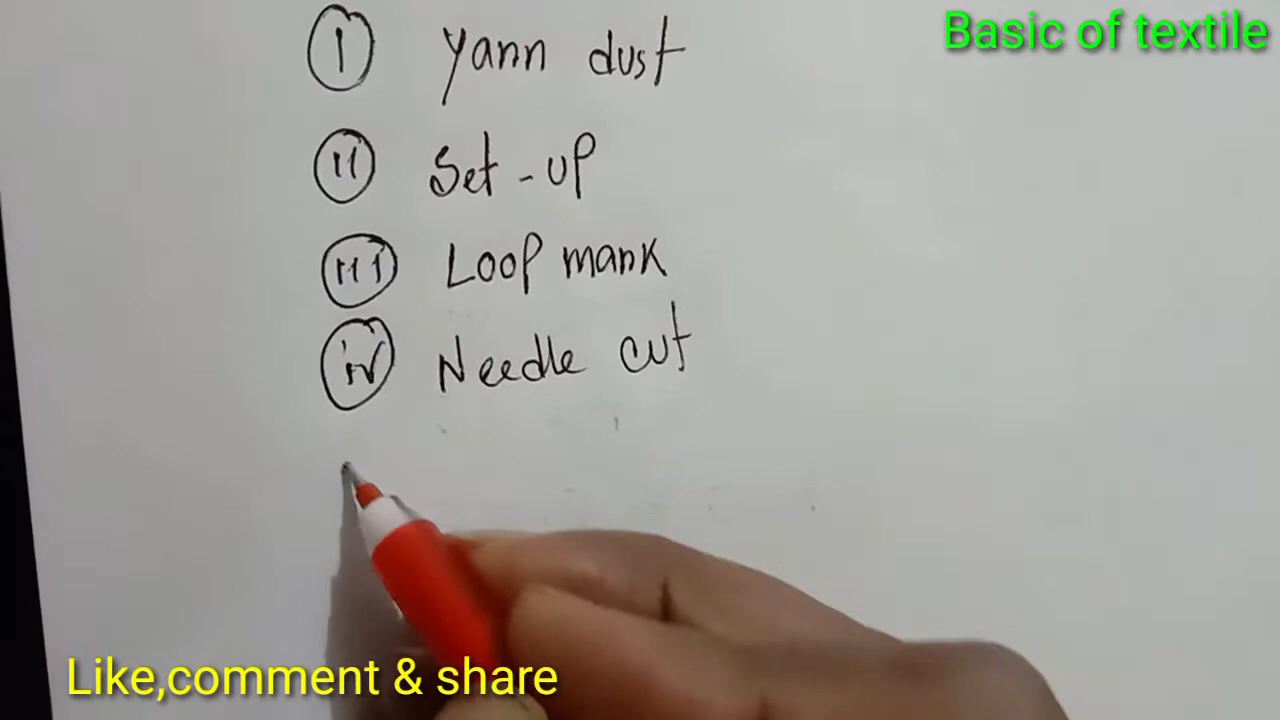 Basic of textile
I Yarn dust
II Set-up
III Loop mark
iv Needle cut
Like,comment & share